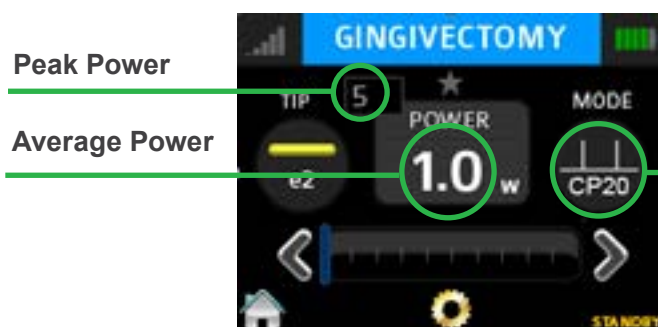 GINGIVECTOMY
Peak Power
TIP
5
MODE
POWER
Average Power
e2
1.0 w
CP20
STANDBY